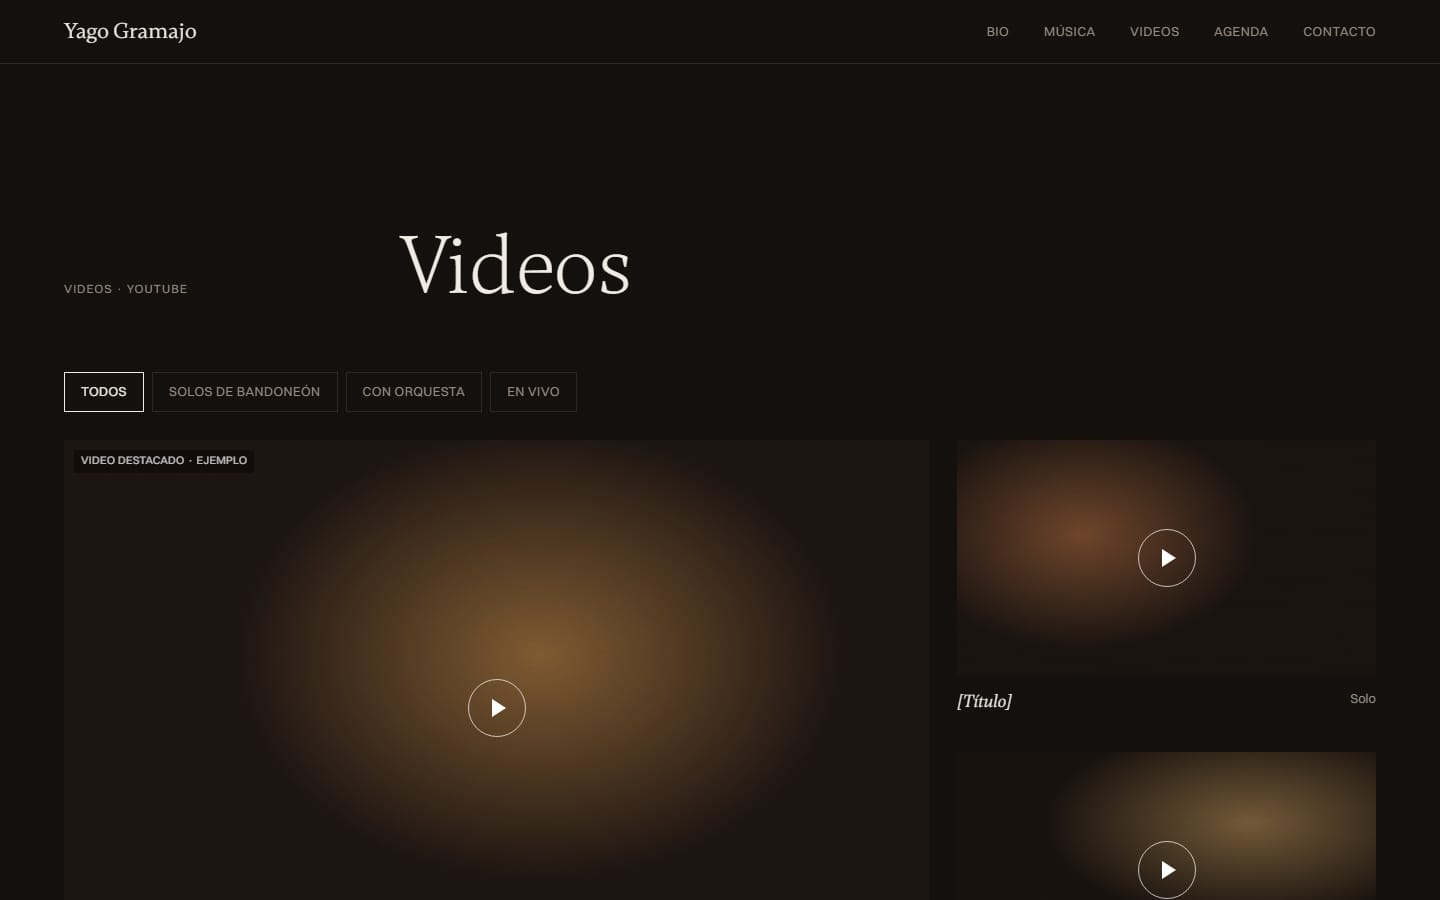 Yago Gramajo
BIO MÚSICA VIDEOS AGENDA CONTACTO
Videos
VIDEOS · YOUTUBE
TODOS
SOLOS DE BANDONEÓN
CON ORQUESTA
EN VIVO
VIDEO DESTACADO · EJEMPLO
[Título]
Solo